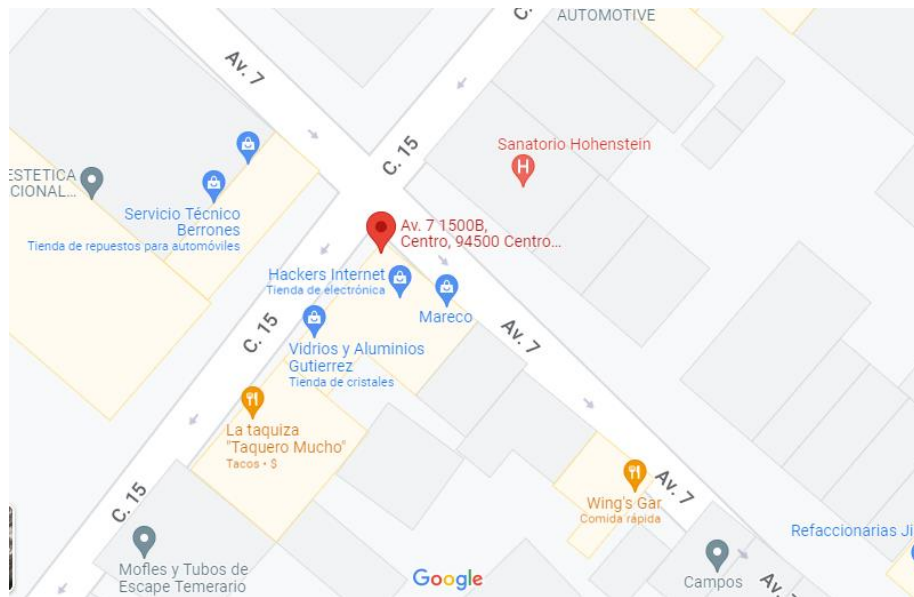 C.
AUTOMOTIVE
Av. 7
C. 15
Sanatorio Hohenstein
H
ESTETICA
CIONAL...
Servicio Técnico
Berrones
Tienda de repuestos para automóviles
Av. 7 1500B,
Centro, 94500 Centro...
Hackers Internet
Tienda de electrónica
Mareco
C. 15
Vidrios y Aluminios
Gutierrez
Tienda de cristales
Av. 7
La taquiza
"Taquero Mucho"
Tacos • $
C. 15
Av. 7
Wing's Gar
Comida rápida
Refaccionarias Ji
Mofles y Tubos de
Escape Temerario
Google
Campos
Av.